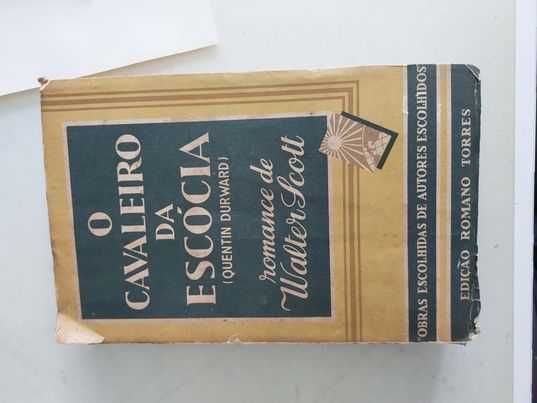 O
CAVALEIRO
DA
ESCÓCIA
(QUENTIN DURWARD)
romance de
Walter Scott
OBRAS ESCOLHIDAS DE AUTORES ESCOLHIDOS
EDIÇÃO ROMANO TORRES